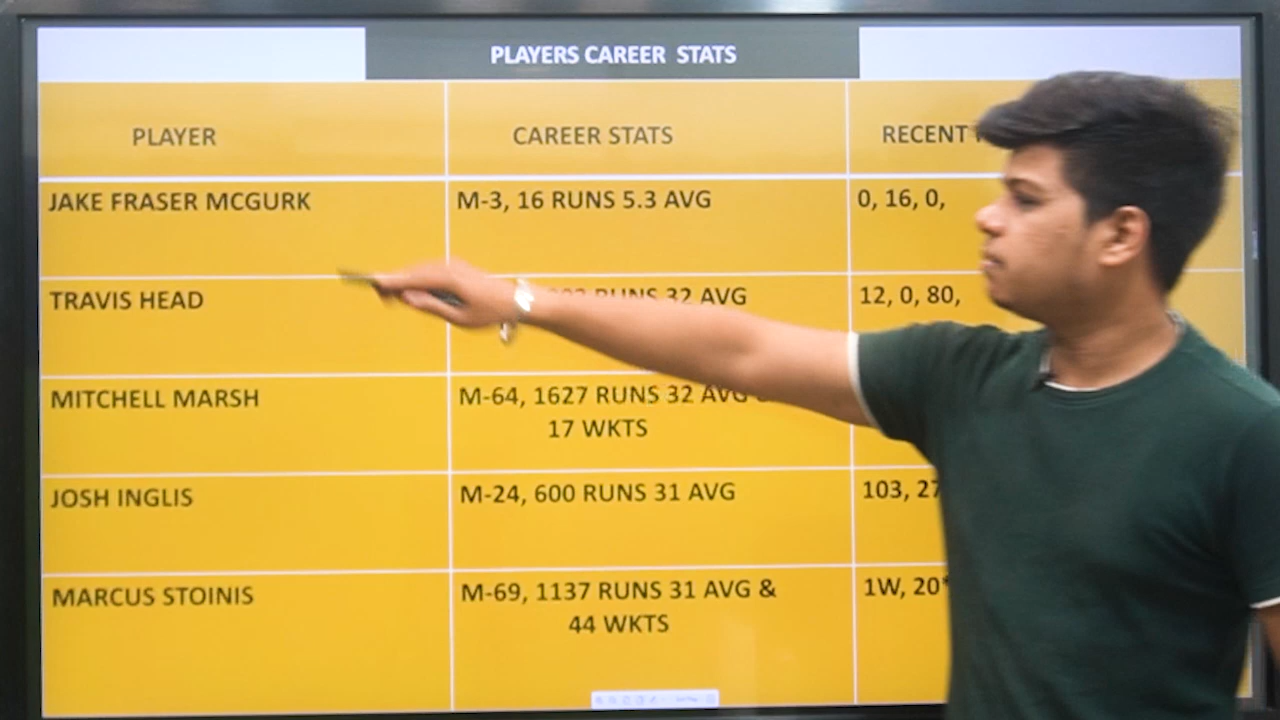 PLAYERS CAREER STATS
PLAYER CAREER STATS RECENT
JAKE FRASER MCGURK M-3, 16 RUNS 5.3 AVG 0, 16, 0,
TRAVIS HEAD RUNS 32 AVG 12, 0, 80,
MITCHELL MARSH M-64, 1627 RUNS 32 AVG
17 WKTS
JOSH INGLIS M-24, 600 RUNS 31 AVG 103, 27
MARCUS STOINIS M-69, 1137 RUNS 31 AVG & 1W, 20*
44 WKTS